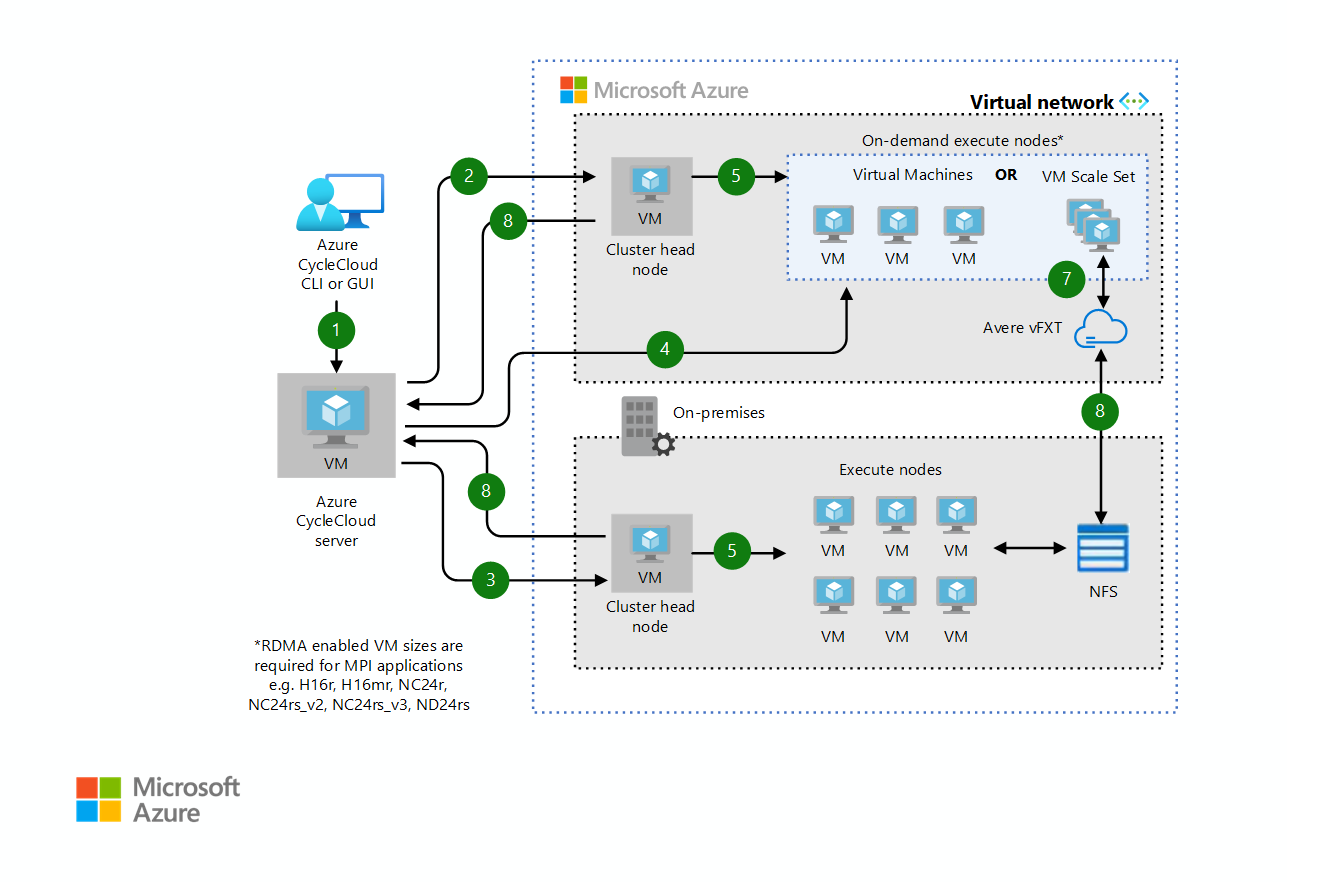 Microsoft Azure
Virtual network
On-demand execute nodes*
Virtual Machines OR VM Scale Set
VM
VM VM VM
Cluster head
node
2
5
8
7
Azure
CycleCloud
CLI or GUI
1
Avere vFXT
4
VM
Azure
CycleCloud
server
On-premises
8
Execute nodes
8
VM VM VM
VM
5
3
NFS
Cluster head
node
VM VM VM
*RDMA enabled VM sizes are
required for MPI applications
e.g. H16r, H16mr, NC24r,
NC24rs_v2, NC24rs_v3, ND24rs
Microsoft
Azure